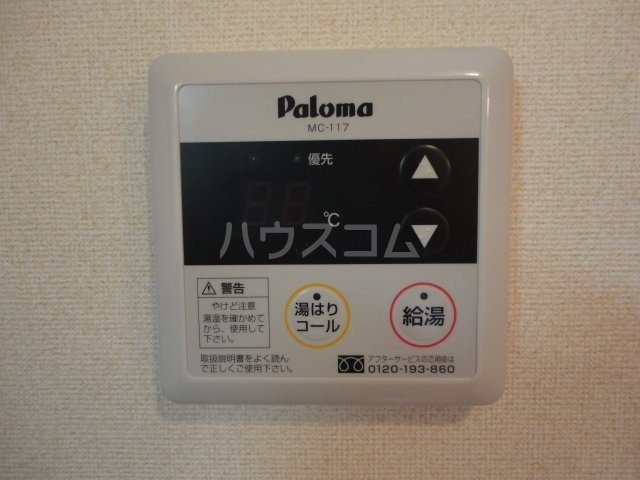 Paloma
MC-117
優先
88
℃
ハウスコム
警告
やけど注意
湯温を確かめて
から、使用して
下さい。
取扱説明書をよく読ん
で正しくご使用下さい。
湯はり
コール
給湯
アフターサービスのご用命は
0120-193-860